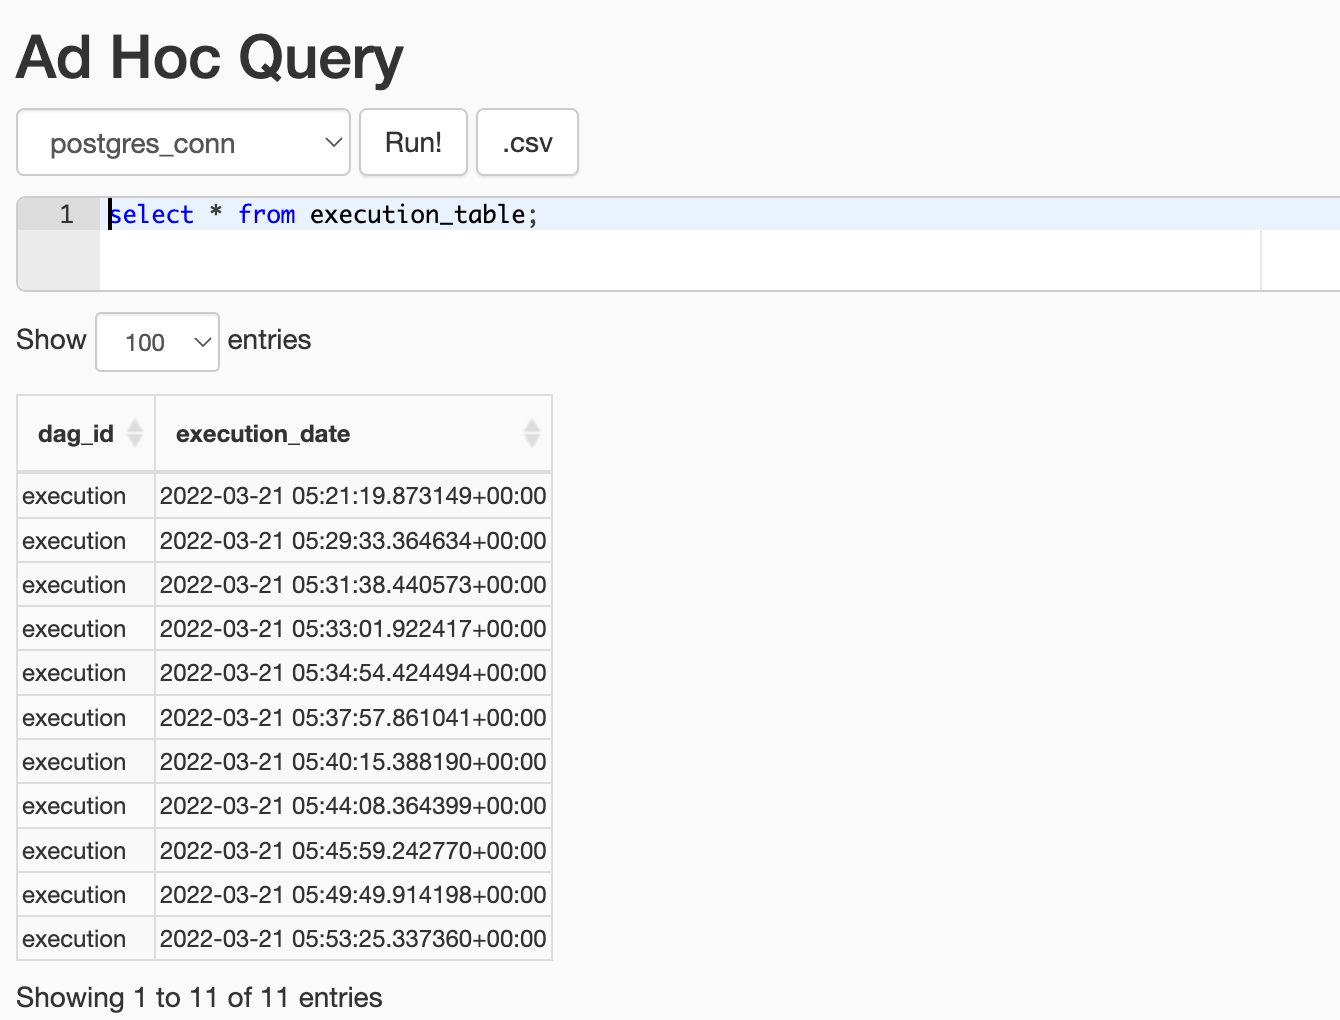 Ad Hoc Query
postgres_conn Run! .csv
1 select * from execution_table;
Show 100 entries
dag_id execution_date
execution 2022-03-21 05:21:19.873149+00:00
execution 2022-03-21 05:29:33.364634+00:00
execution 2022-03-21 05:31:38.440573+00:00
execution 2022-03-21 05:33:01.922417+00:00
execution 2022-03-21 05:34:54.424494+00:00
execution 2022-03-21 05:37:57.861041+00:00
execution 2022-03-21 05:40:15.388190+00:00
execution 2022-03-21 05:44:08.364399+00:00
execution 2022-03-21 05:45:59.242770+00:00
execution 2022-03-21 05:49:49.914198+00:00
execution 2022-03-21 05:53:25.337360+00:00
Showing 1 to 11 of 11 entries